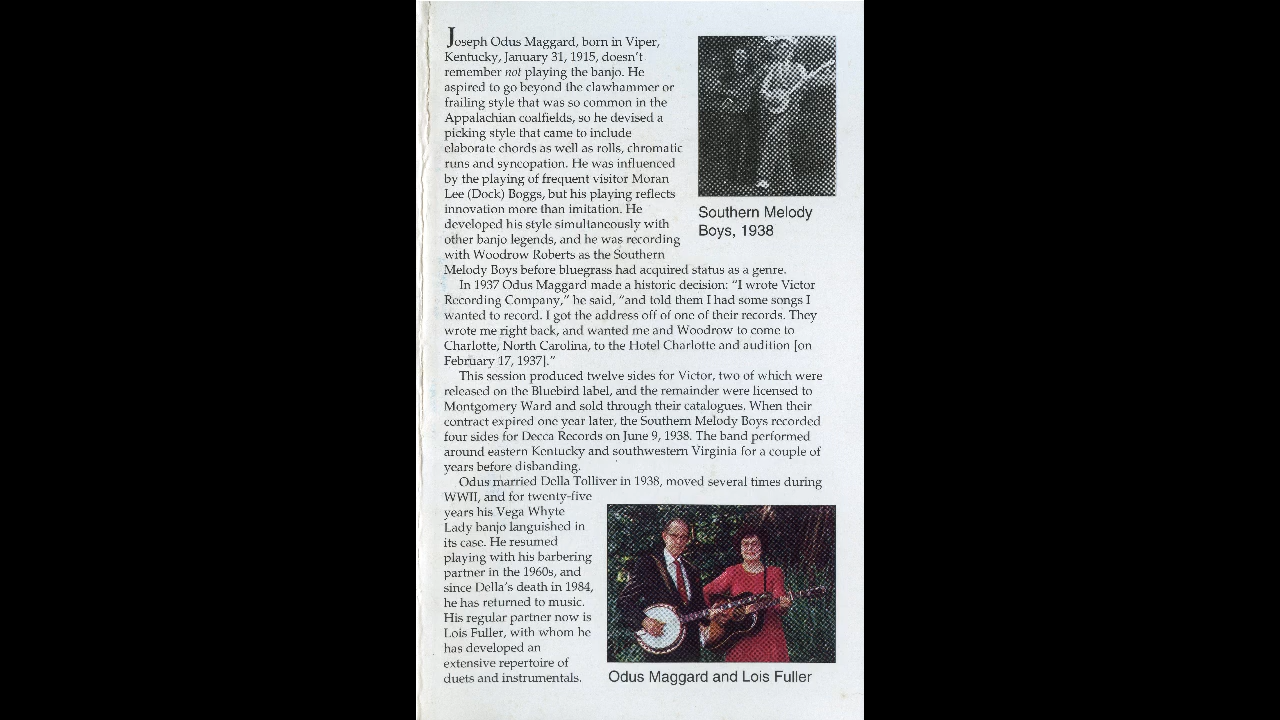 Joseph Odus Maggard, born in Viper,
Kentucky, January 31, 1915, doesn't
remember not playing the banjo. He
aspired to go beyond the clawhammer or
frailing style that was so common in the
Appalachian coalfields, so he devised a
picking style that came to include
elaborate chords as well as rolls, chromatic
runs and syncopation. He was influenced
by the playing of frequent visitor Moran
Lee (Dock) Boggs, but his playing reflects
innovation more than imitation. He
developed his style simultaneously with
other banjo legends, and he was recording
with Woodrow Roberts as the Southern
Melody Boys before bluegrass had acquired status as a genre.
Southern Melody
Boys, 1938
In 1937 Odus Maggard made a historic decision: "I wrote Victor
Recording Company," he said, "and told them I had some songs I
wanted to record. I got the address off of one of their records. They
wrote me right back, and wanted me and Woodrow to come to
Charlotte, North Carolina, to the Hotel Charlotte and audition [on
February 17, 1937]."
This session produced twelve sides for Victor, two of which were
released on the Bluebird label, and the remainder were licensed to
Montgomery Ward and sold through their catalogues. When their
contract expired one year later, the Southern Melody Boys recorded
four sides for Decca Records on June 9, 1938. The band performed
around eastern Kentucky and southwestern Virginia for a couple of
years before disbanding.
Odus married Della Tolliver in 1938, moved several times during
WWII, and for twenty-five
years his Vega Whyte
Lady banjo languished in
its case. He resumed
playing with his barbering
partner in the 1960s, and
since Della's death in 1984,
he has returned to music.
His regular partner now is
Lois Fuller, with whom he
has developed an
extensive repertoire of
duets and instrumentals.
Odus Maggard and Lois Fuller